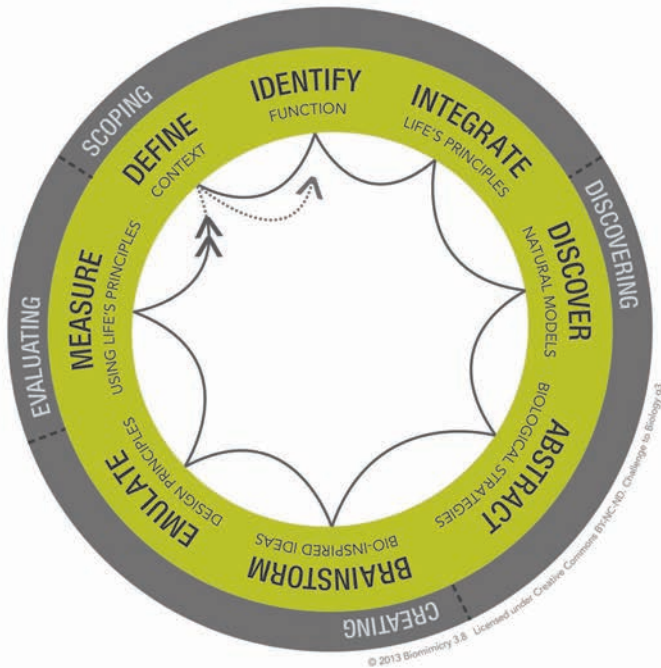 SCOPING
DEFINE
CONTEXT
IDENTIFY
FUNCTION
INTEGRATE
LIFE'S PRINCIPLES
DISCOVERING
DISCOVER
NATURAL MODELS
ABSTRACT
BIOLOGICAL STRATEGIES
CREATING
BRAINSTORM
BIO-INSPIRED IDEAS
EMULATE
DESIGN PRINCIPLES
EVALUATING
MEASURE
USING LIFE'S PRINCIPLES
© 2013 Biomimicry 3.8 Licensed under Creative Commons BY-NC-ND. Challenge to Biology